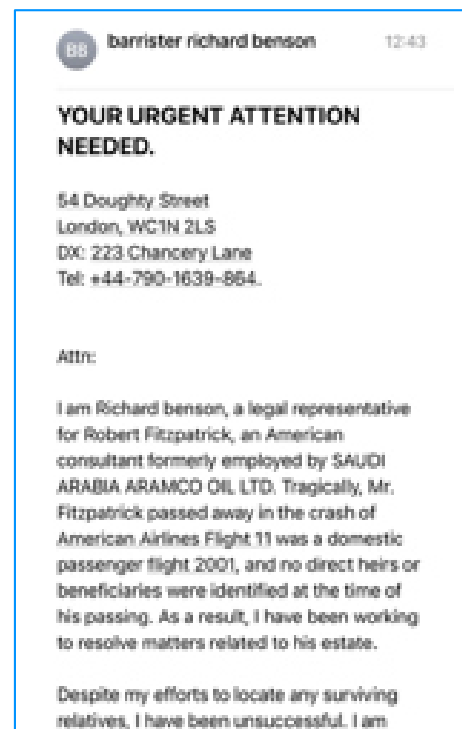 BB
barrister richard benson
12:43
YOUR URGENT ATTENTION
NEEDED.
54 Doughty Street
London, WC1N 2LS
DX: 223 Chancery Lane
Tel: +44-790-1639-864.
Attn:
I am Richard benson, a legal representative
for Robert Fitzpatrick, an American
consultant formerly employed by SAUDI
ARABIA ARAMCO OIL LTD. Tragically, Mr.
Fitzpatrick passed away in the crash of
American Airlines Flight 11 was a domestic
passenger flight 2001, and no direct heirs or
beneficiaries were identified at the time of
his passing. As a result, I have been working
to resolve matters related to his estate.
Despite my efforts to locate any surviving
relatives, I have been unsuccessful. I am